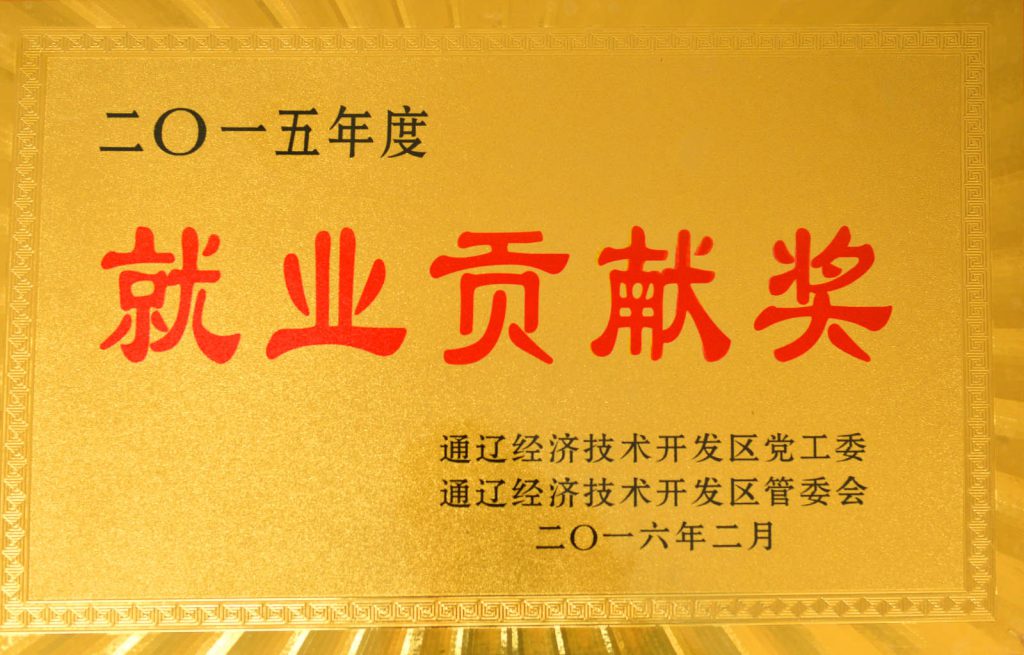 二〇一五年度
就业贡献奖
通辽经济技术开发区党工委
通辽经济技术开发区管委会
二〇一六年二月